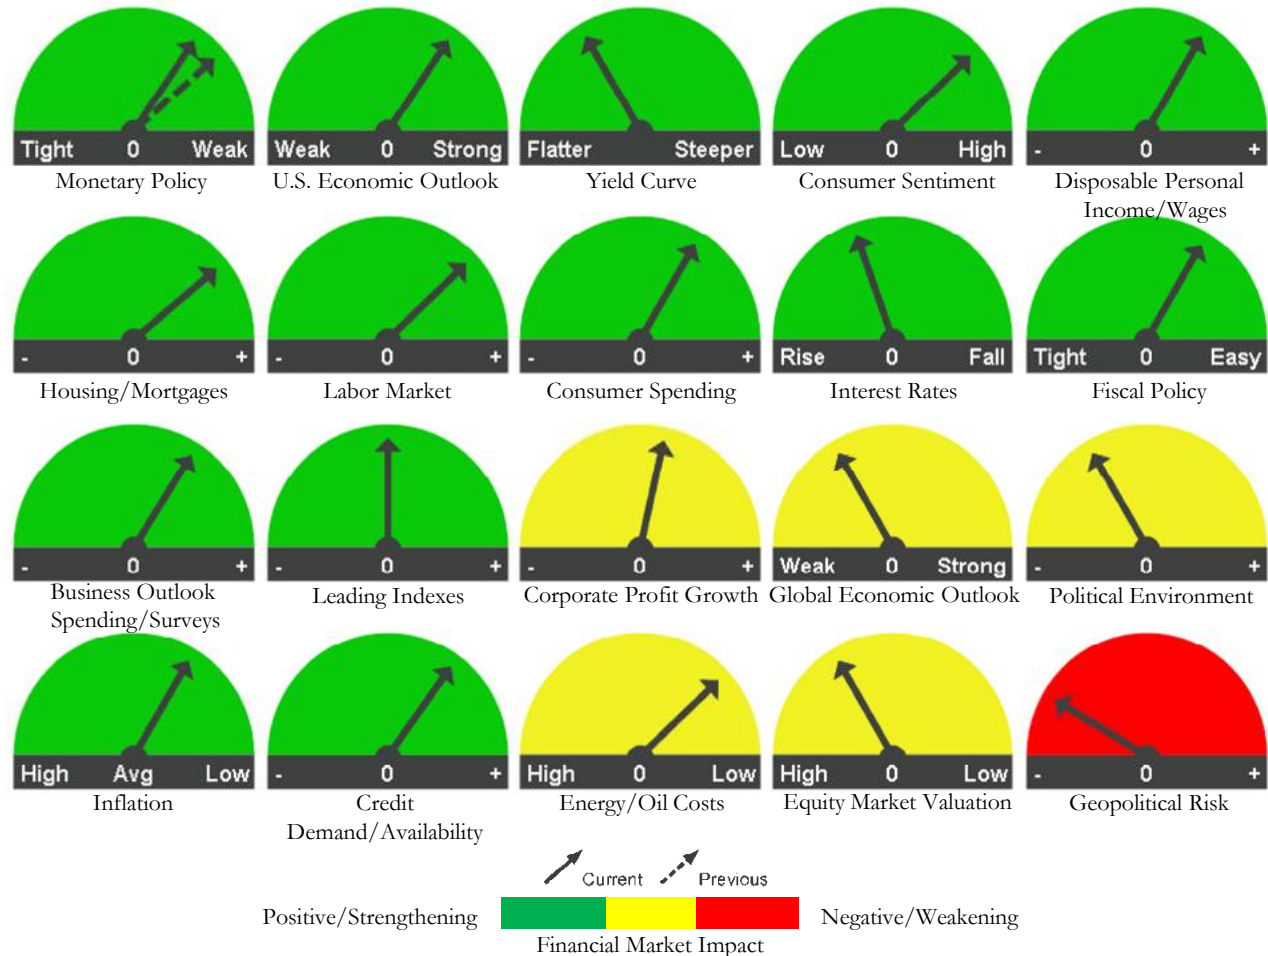 Tight 0 Weak
Monetary Policy
Weak 0 Strong
U.S. Economic Outlook
Flatter Steeper
Yield Curve
Low 0 High
Consumer Sentiment
- 0 +
Disposable Personal
Income/Wages
- 0 +
Housing/Mortgages
- 0 +
Labor Market
- 0 +
Consumer Spending
Rise 0 Fall
Interest Rates
Tight 0 Easy
Fiscal Policy
- 0 +
Business Outlook
Spending/Surveys
- 0 +
Leading Indexes
- 0 +
Corporate Profit Growth
Weak 0 Strong
Global Economic Outlook
- 0 +
Political Environment
High Avg Low
Inflation
- 0 +
Credit
Demand/Availability
High 0 Low
Energy/Oil Costs
High 0 Low
Equity Market Valuation
- 0 +
Geopolitical Risk
Current Previous
Positive/Strengthening Negative/Weakening
Financial Market Impact